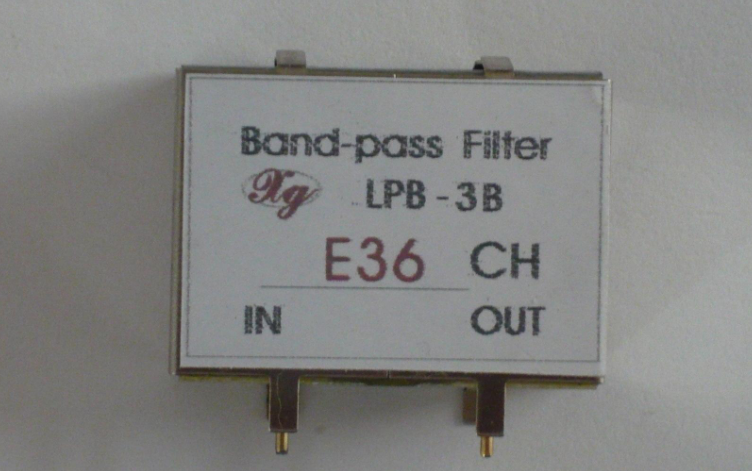 Band-pass Filter
Xg LPB-3B
E36 CH
IN OUT